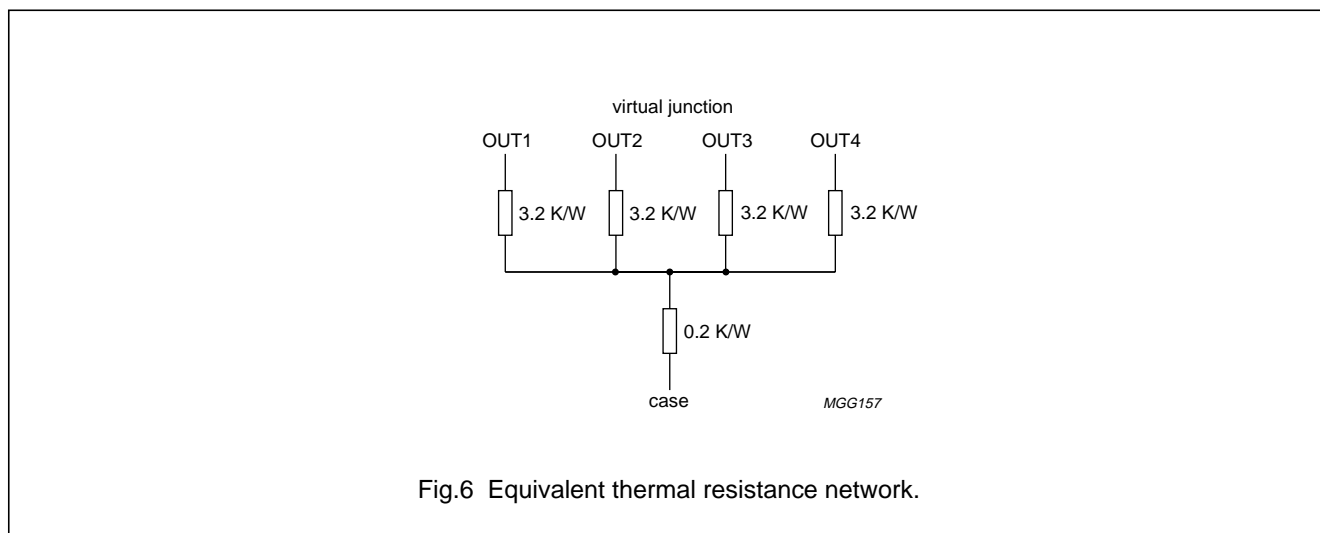 virtual junction
OUT1 OUT2 OUT3 OUT4
3.2 K/W 3.2 K/W 3.2 K/W 3.2 K/W
0.2 K/W
case MGG157
Fig.6 Equivalent thermal resistance network.